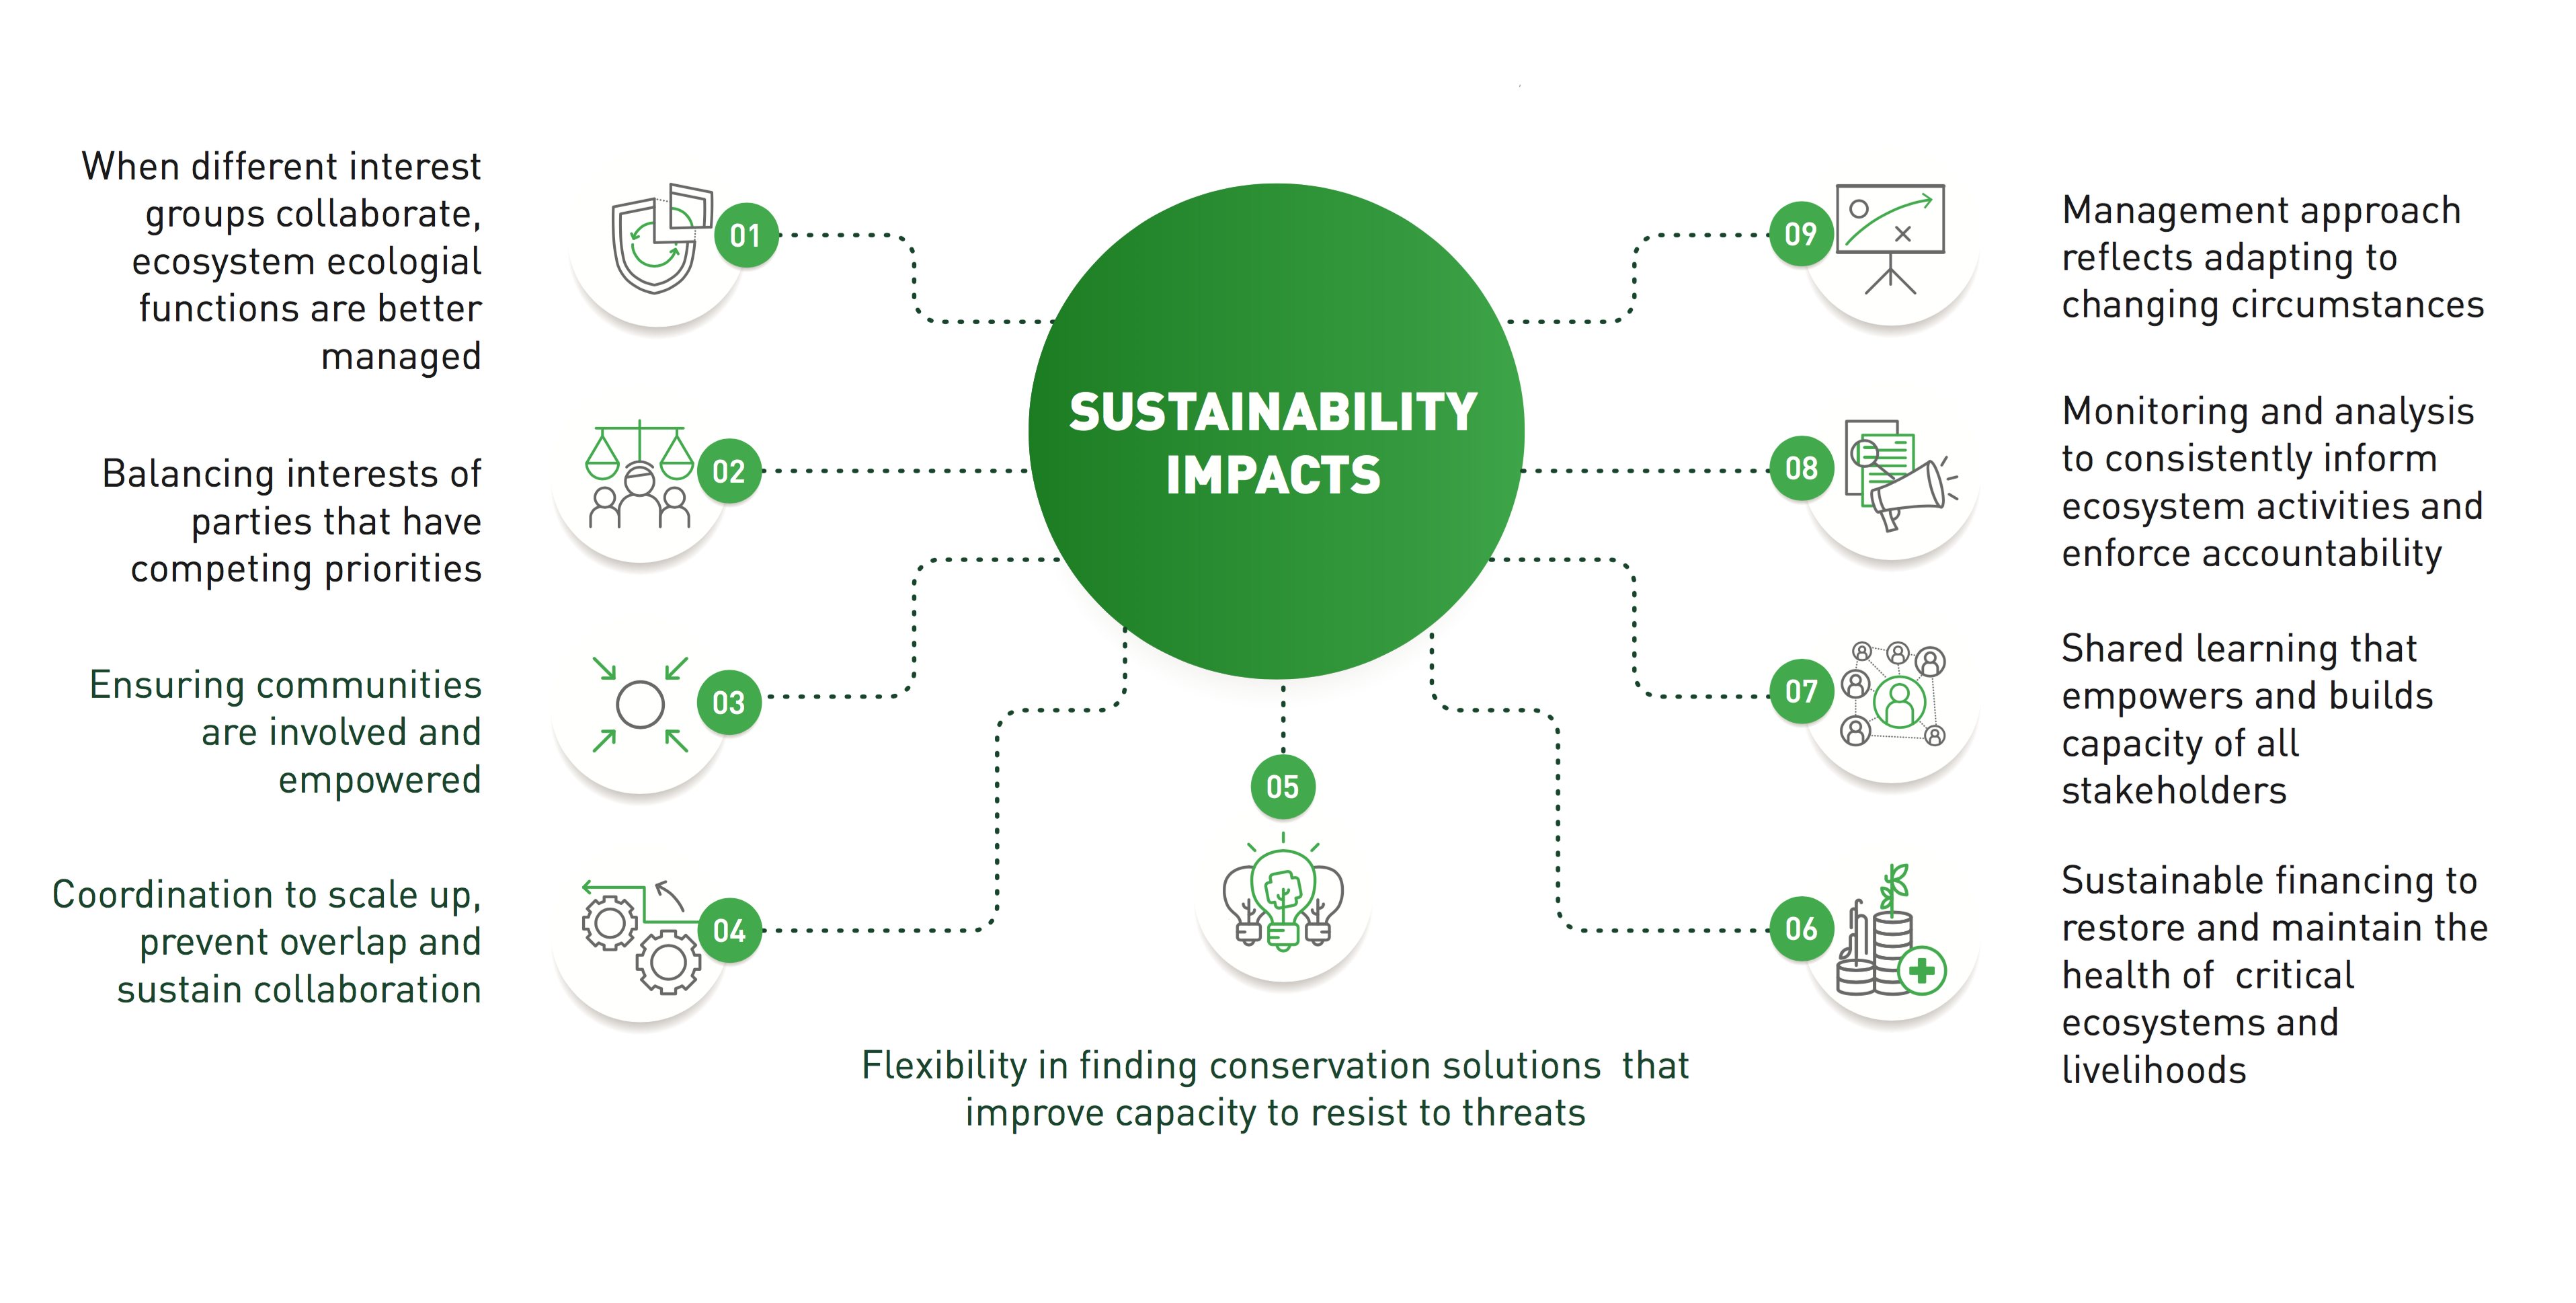 When different interest
groups collaborate,
ecosystem ecologial
functions are better
managed
01
Balancing interests of
parties that have
competing priorities
02
Ensuring communities
are involved and
empowered
03
Coordination to scale up,
prevent overlap and
sustain collaboration
04
SUSTAINABILITY
IMPACTS
05
Flexibility in finding conservation solutions  that
improve capacity to resist to threats
09
Management approach
reflects adapting to
changing circumstances
08
Monitoring and analysis
to consistently inform
ecosystem activities and
enforce accountability
07
Shared learning that
empowers and builds
capacity of all
stakeholders
06
Sustainable financing to
restore and maintain the
health of  critical
ecosystems and
livelihoods